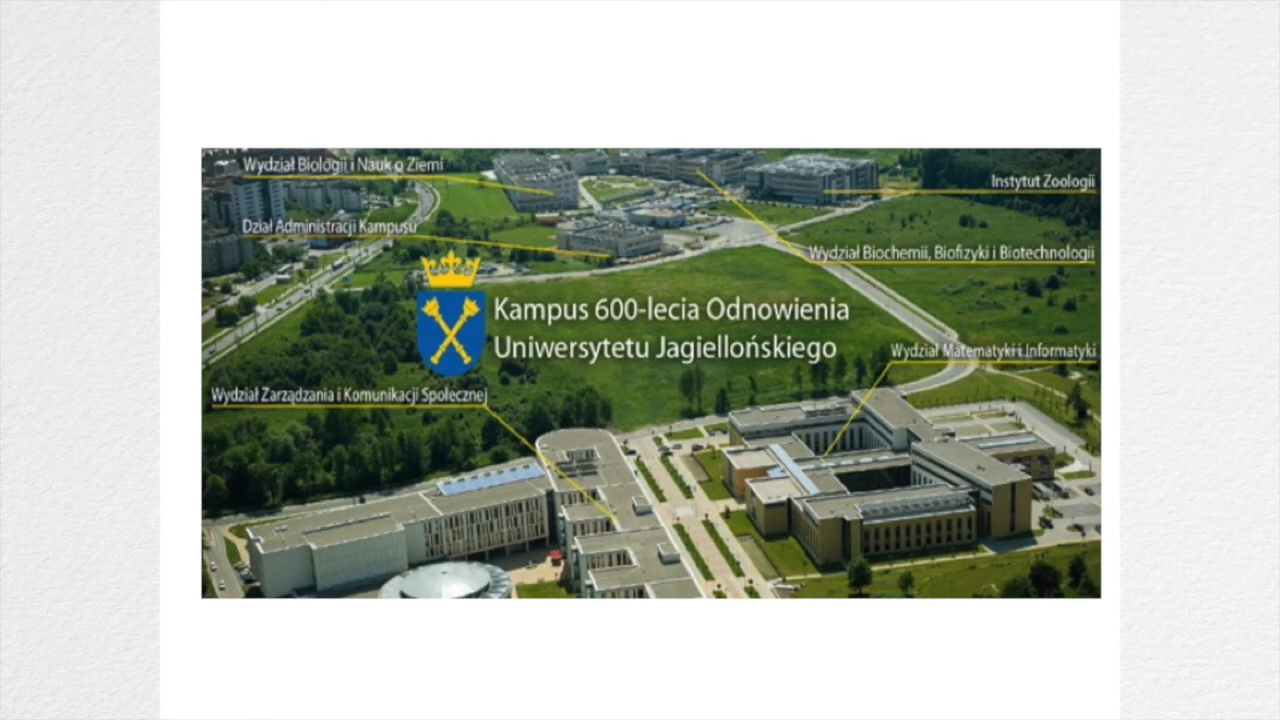 Wydział Biologii i Nauk o Ziemi
Instytut Zoologii
Dział Administracji Kampusu
Wydział Biochemii, Biofizyki i Biotechnologii
Kampus 600-lecia Odnowienia
Uniwersytetu Jagiellońskiego
Wydział Matematyki i Informatyki
Wydział Zarządzania i Komunikacji Społecznej